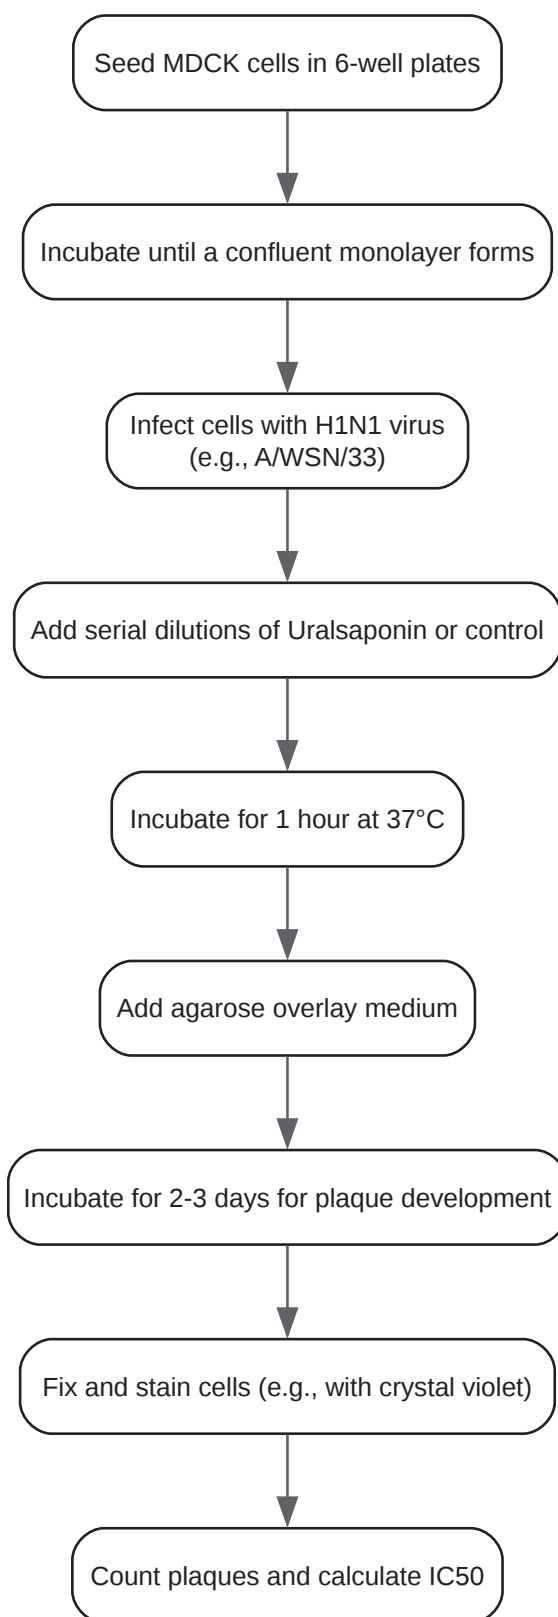 Seed MDCK cells in 6-well plates
Incubate until a confluent monolayer forms
Infect cells with H1N1 virus
(e.g., A/WSN/33)
Add serial dilutions of Uralsaponin or control
Incubate for 1 hour at 37°C
Add agarose overlay medium
Incubate for 2-3 days for plaque development
Fix and stain cells (e.g., with crystal violet)
Count plaques and calculate IC50